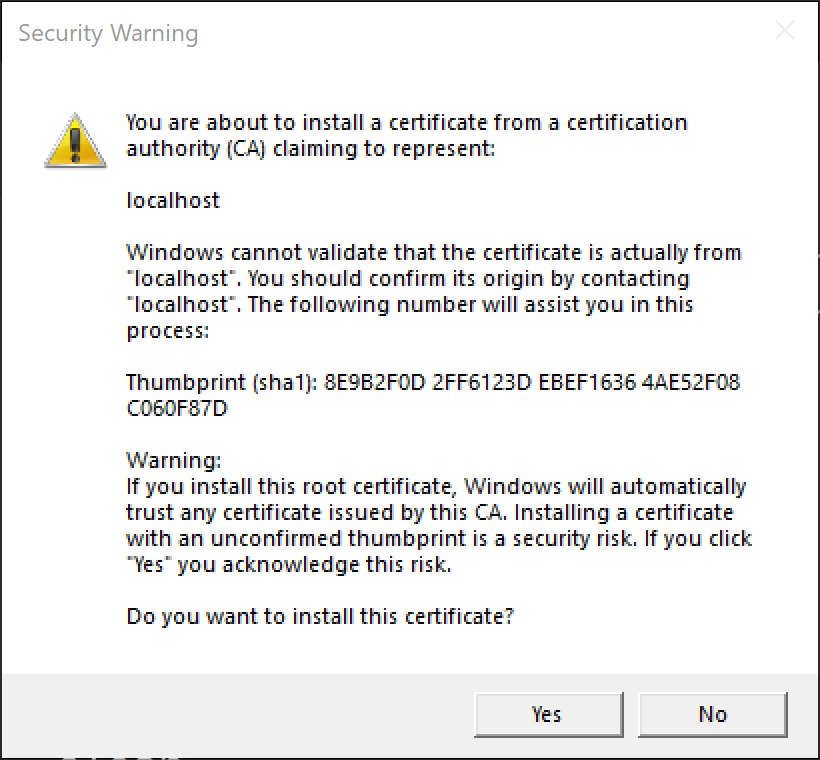 Security Warning
You are about to install a certificate from a certification
authority (CA) claiming to represent:
localhost
Windows cannot validate that the certificate is actually from
"localhost". You should confirm its origin by contacting
"localhost". The following number will assist you in this
process:
Thumbprint (sha1): 8E9B2F0D 2FF6123D EBEF1636 4AE52F08
C060F87D
Warning:
If you install this root certificate, Windows will automatically
trust any certificate issued by this CA. Installing a certificate
with an unconfirmed thumbprint is a security risk. If you click
"Yes" you acknowledge this risk.
Do you want to install this certificate?
Yes
No